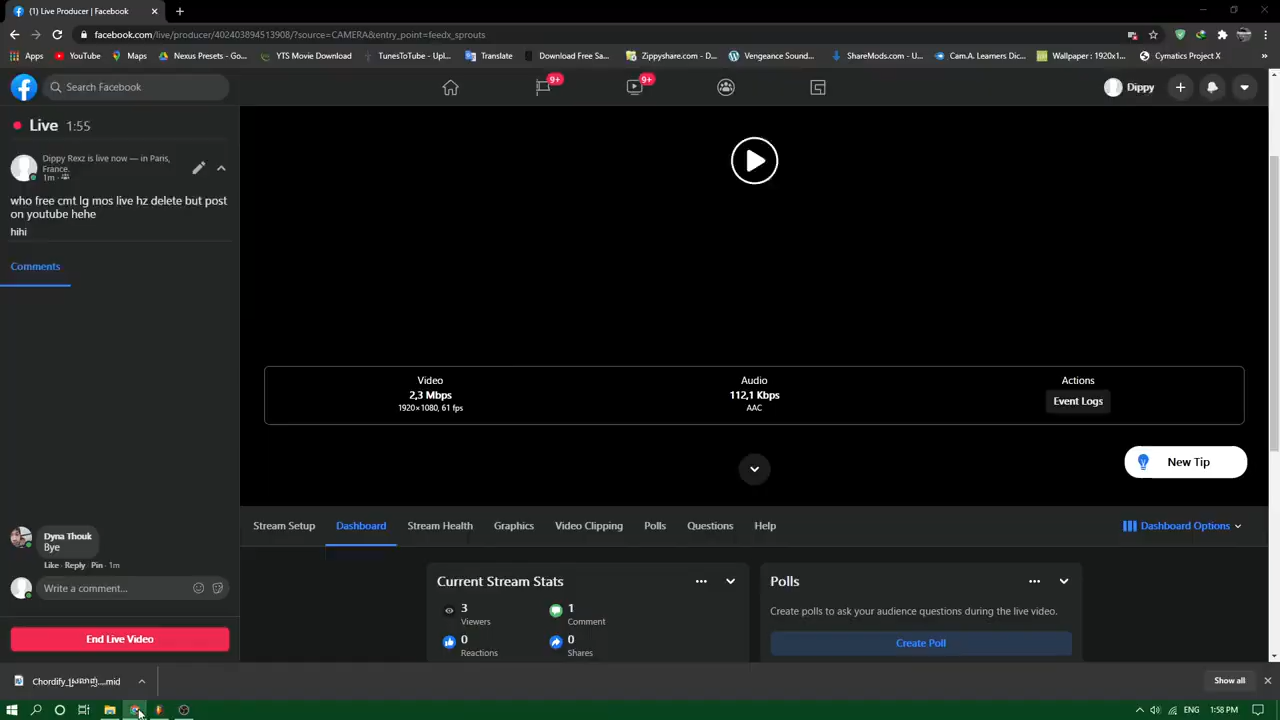 (1) Live Producer | Facebook
facebook.com/live/producer/402403894513908/?source=CAMERA&entry_point=feedx_sprouts
Apps YouTube Maps Nexus Presets - Go... YTS Movie Download TunesToTube - Upl... Translate Download Free Sa... Zippyshare.com - D... Vengeance Sound... ShareMods.com - U... Cam.A. Learners Dic... Wallpaper : 1920x1... Cymatics Project X
Search Facebook
9+
9+
Dippy
Live 1:55
Dippy Rexz is live now — in Paris,
France.
1m ·
who free cmt lg mos live hz delete but post
on youtube hehe
hihi
Comments
Video
2,3 Mbps
1920×1080, 61 fps
Audio
112,1 Kbps
AAC
Actions
Event Logs
New Tip
Stream Setup Dashboard Stream Health Graphics Video Clipping Polls Questions Help
Dashboard Options
Dyna Thouk
Bye
Like · Reply · Pin · 1m
Write a comment...
End Live Video
Current Stream Stats
3
Viewers
1
Comment
0
Reactions
0
Shares
Polls
Create polls to ask your audience questions during the live video.
Create Poll
Show all
1:58 PM